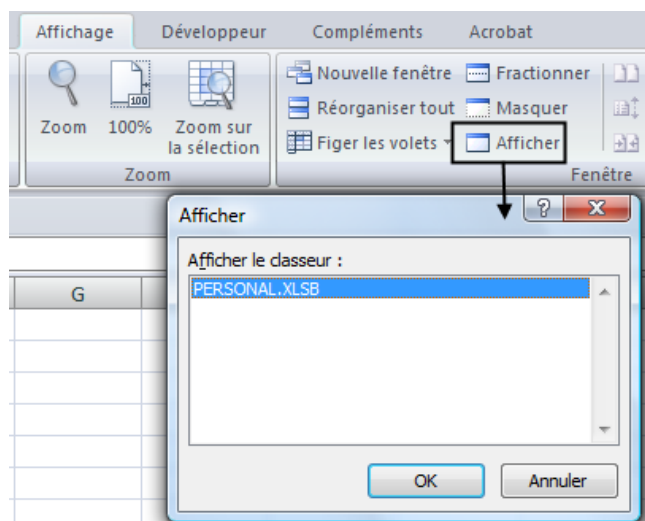 Affichage Développeur Compléments Acrobat
Nouvelle fenêtre Fractionner
100
Réorganiser tout Masquer
Zoom 100% Zoom sur la sélection
Figer les volets Afficher
Zoom Fenêtre
Afficher ? X
Afficher le classeur :
G
PERSONAL.XLSB
OK Annuler